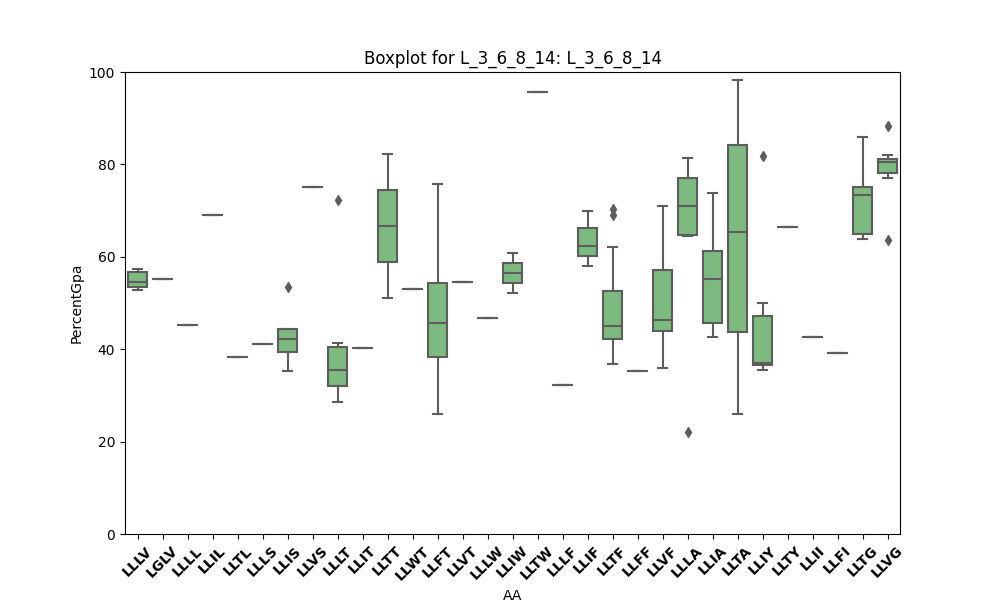 Boxplot for L_3_6_8_14: L_3_6_8_14
PercentGpa
100
80
60
40
20
0
LLLV LGLV LLLL LLIL LLTL LLLS LLIS LLVS LLLT LLIT LLTT LLWT LLFT LLVT LLLW LLIW LLTW LLLF LLIF LLTF LLFF LLVF LLLA LLIA LLTA LLIY LLTY LLII LLFI LLTG LLVG
AA